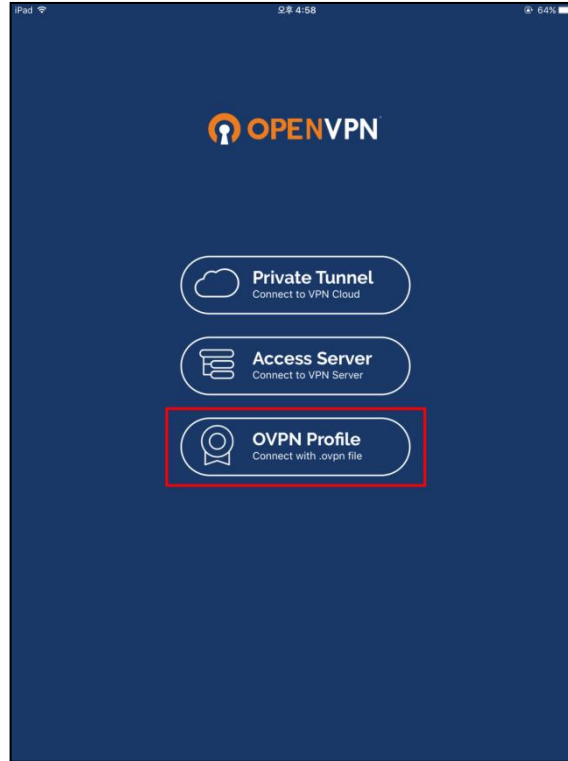 iPad 오후 4:58 64%
OPENVPN
Private Tunnel
Connect to VPN Cloud
Access Server
Connect to VPN Server
OVPN Profile
Connect with .ovpn file